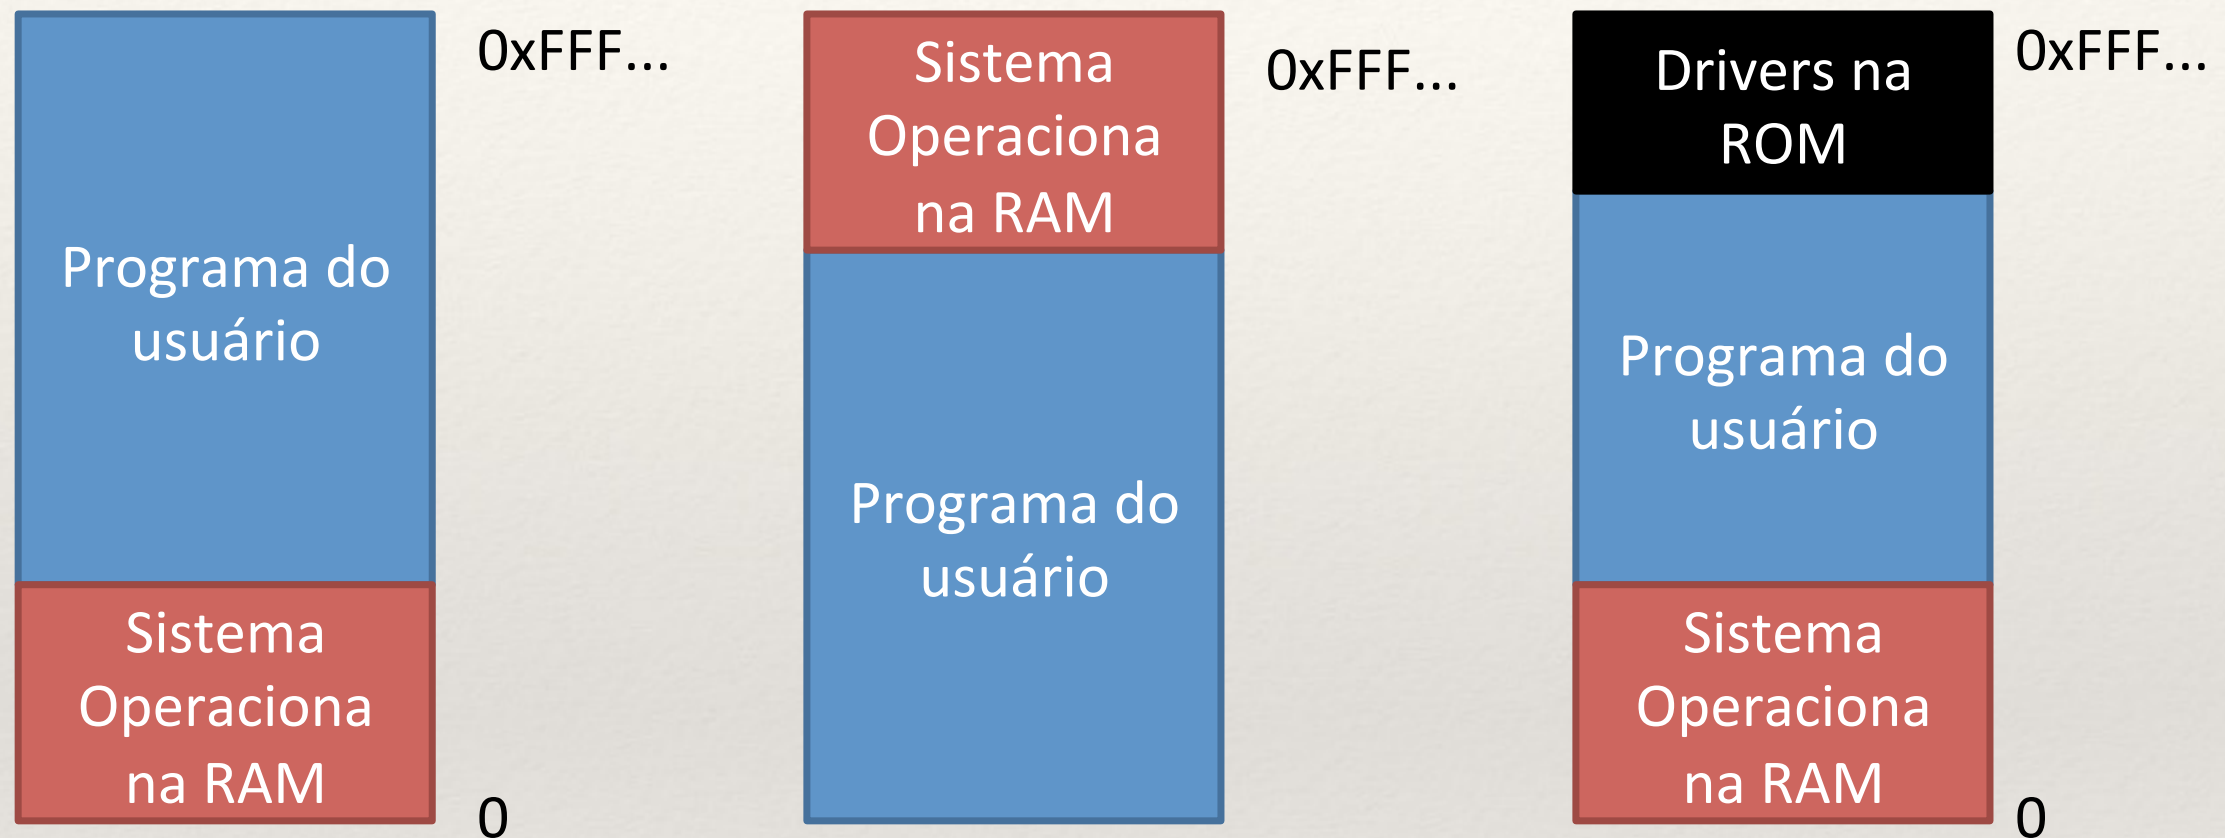 Programa do
usuário
Sistema
Operaciona
na RAM
0xFFF...
0
Sistema
Operaciona
na RAM
Programa do
usuário
0xFFF...
Drivers na
ROM
Programa do
usuário
Sistema
Operaciona
na RAM
0xFFF...
0